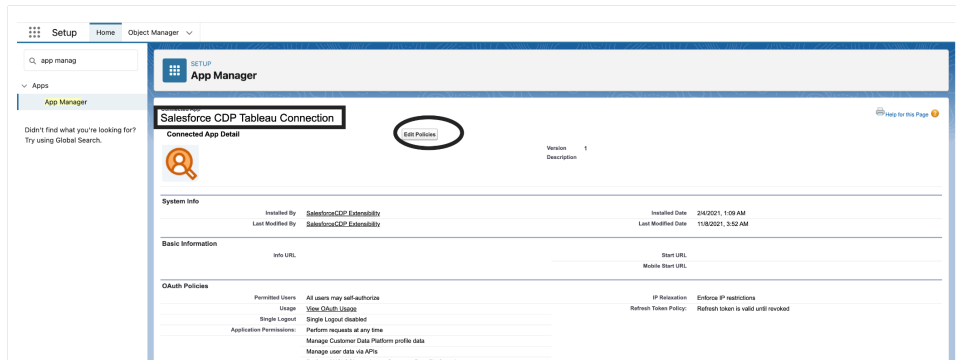 Setup Home Object Manager
app manag
Apps
App Manager
Didn't find what you're looking for?
Try using Global Search.
SETUP
App Manager
Connected App
Salesforce CDP Tableau Connection
Help for this Page
Connected App Detail
Edit Policies
Version 1
Description
System Info
Installed By SalesforceCDP Extensibility Installed Date 2/4/2021, 1:09 AM
Last Modified By SalesforceCDP Extensibility Last Modified Date 11/8/2021, 3:52 AM
Basic Information
Info URL Start URL
Mobile Start URL
OAuth Policies
Permitted Users All users may self-authorize IP Relaxation Enforce IP restrictions
Usage View OAuth Usage Refresh Token Policy: Refresh token is valid until revoked
Single Logout Single Logout disabled
Application Permissions: Perform requests at any time
Manage Customer Data Platform profile data
Manage user data via APIs